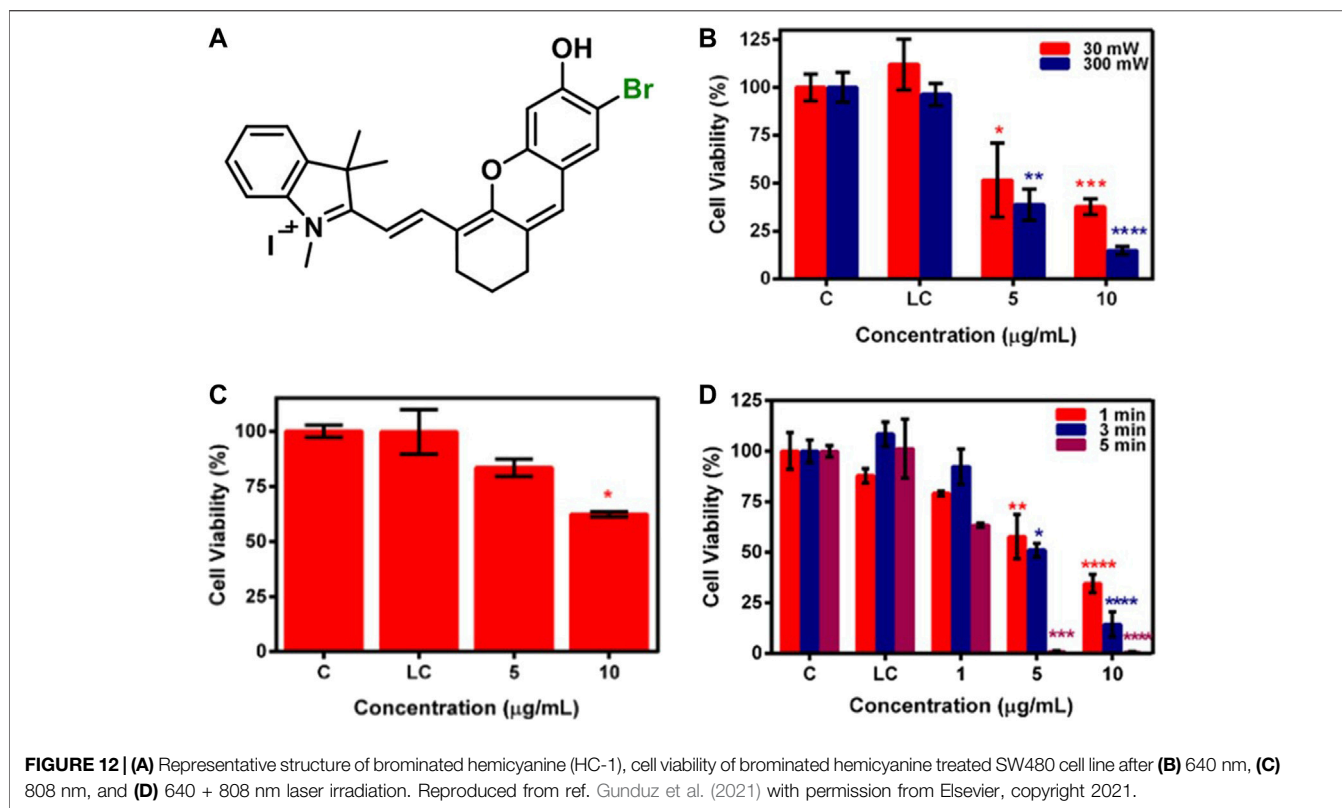 A
OH
Br
O
N
+
I
−
B
30 mW
300 mW
Cell Viability (%)
125
100
75
50
25
0
*
**
***
****
C LC 5 10
Concentration (μg/mL)
C
Cell Viability (%)
100
75
50
25
0
*
C LC 5 10
Concentration (μg/mL)
D
1 min
3 min
5 min
Cell Viability (%)
125
100
75
50
25
0
**
*
***
****
****
****
C LC 1 5 10
Concentration (μg/mL)
FIGURE 12 | (A) Representative structure of brominated hemicyanine (HC-1), cell viability of brominated hemicyanine treated SW480 cell line after (B) 640 nm, (C)
808 nm, and (D) 640 + 808 nm laser irradiation. Reproduced from ref. Gunduz et al. (2021) with permission from Elsevier, copyright 2021.